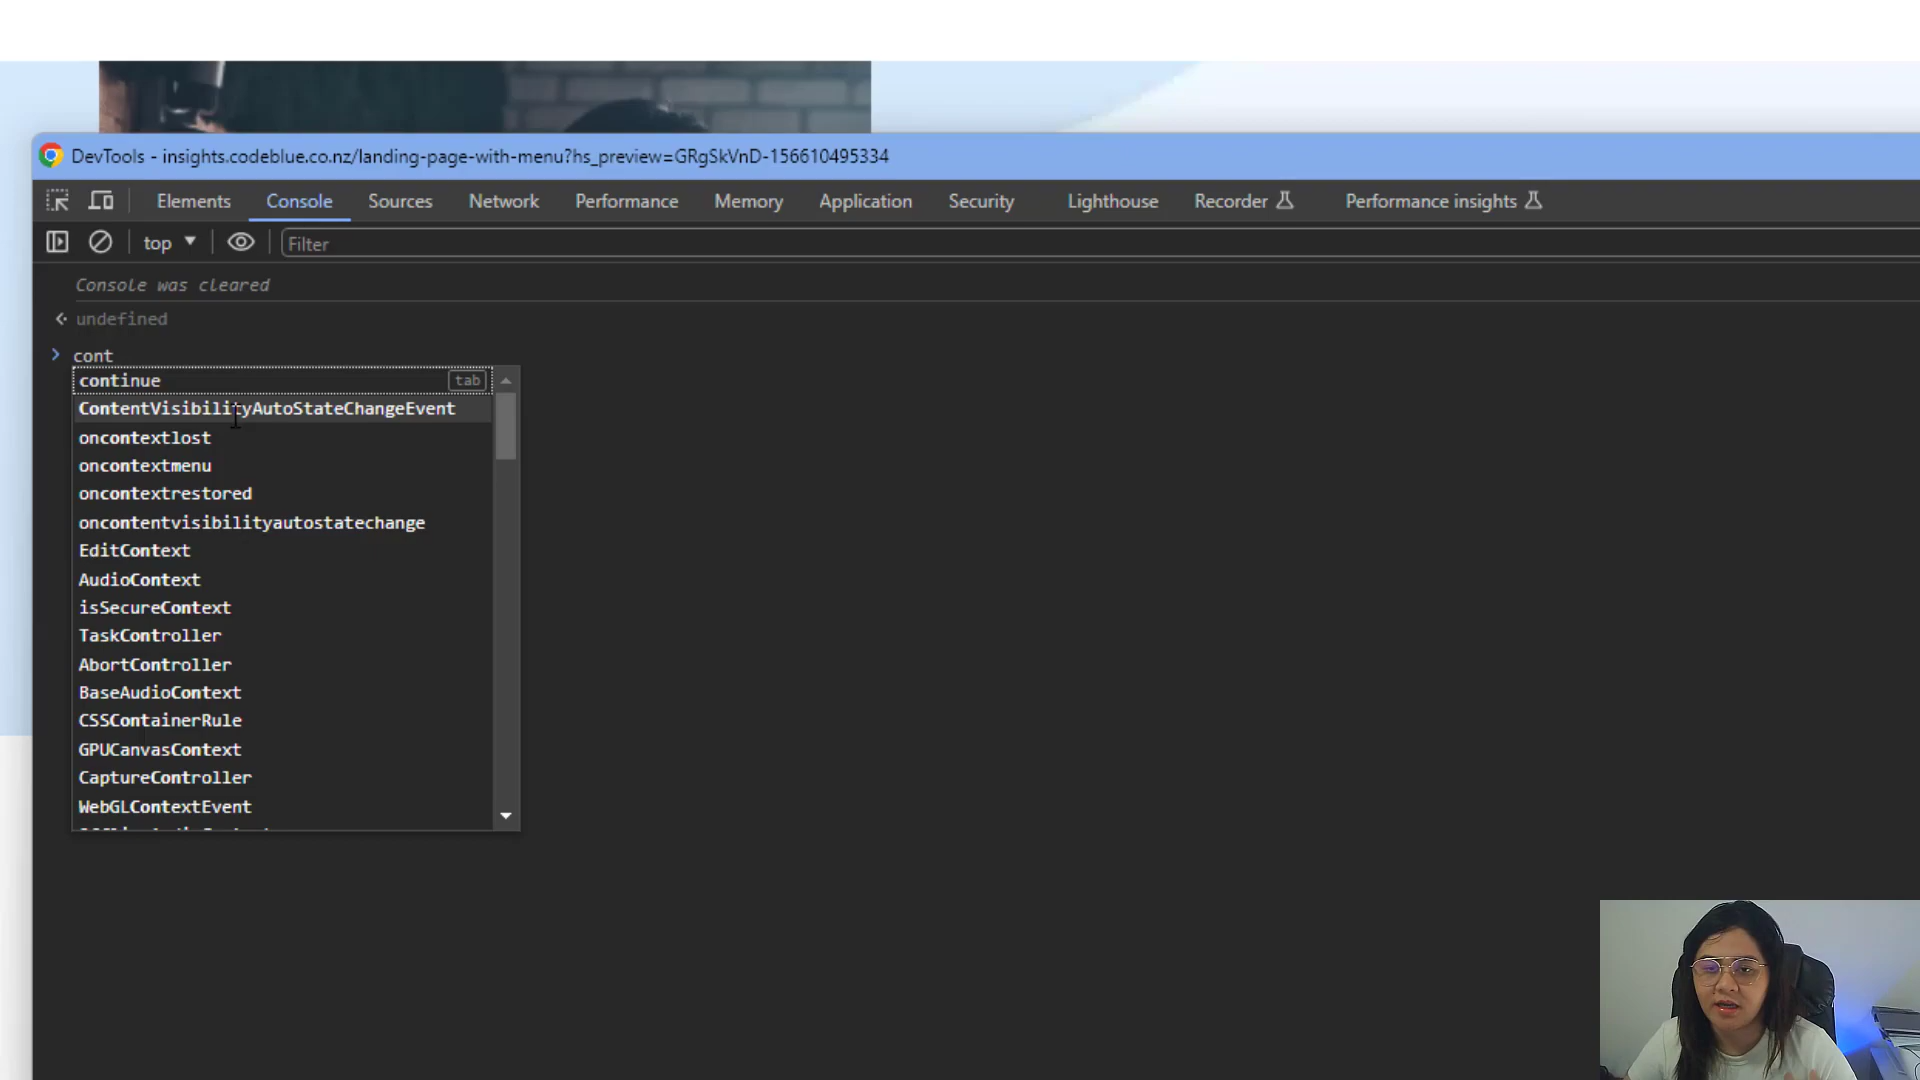 DevTools - insights.codeblue.co.nz/landing-page-with-menu?hs_preview=GRgSkVnD-156610495334
Elements Console Sources Network Performance Memory Application Security Lighthouse Recorder Performance insights
top Filter
Console was cleared
undefined
cont
continue tab
ContentVisibilityAutoStateChangeEvent
oncontextlost
oncontextmenu
oncontextrestored
oncontentvisibilityautostatechange
EditContext
AudioContext
isSecureContext
TaskController
AbortController
BaseAudioContext
CSSContainerRule
GPUCanvasContext
CaptureController
WebGLContextEvent